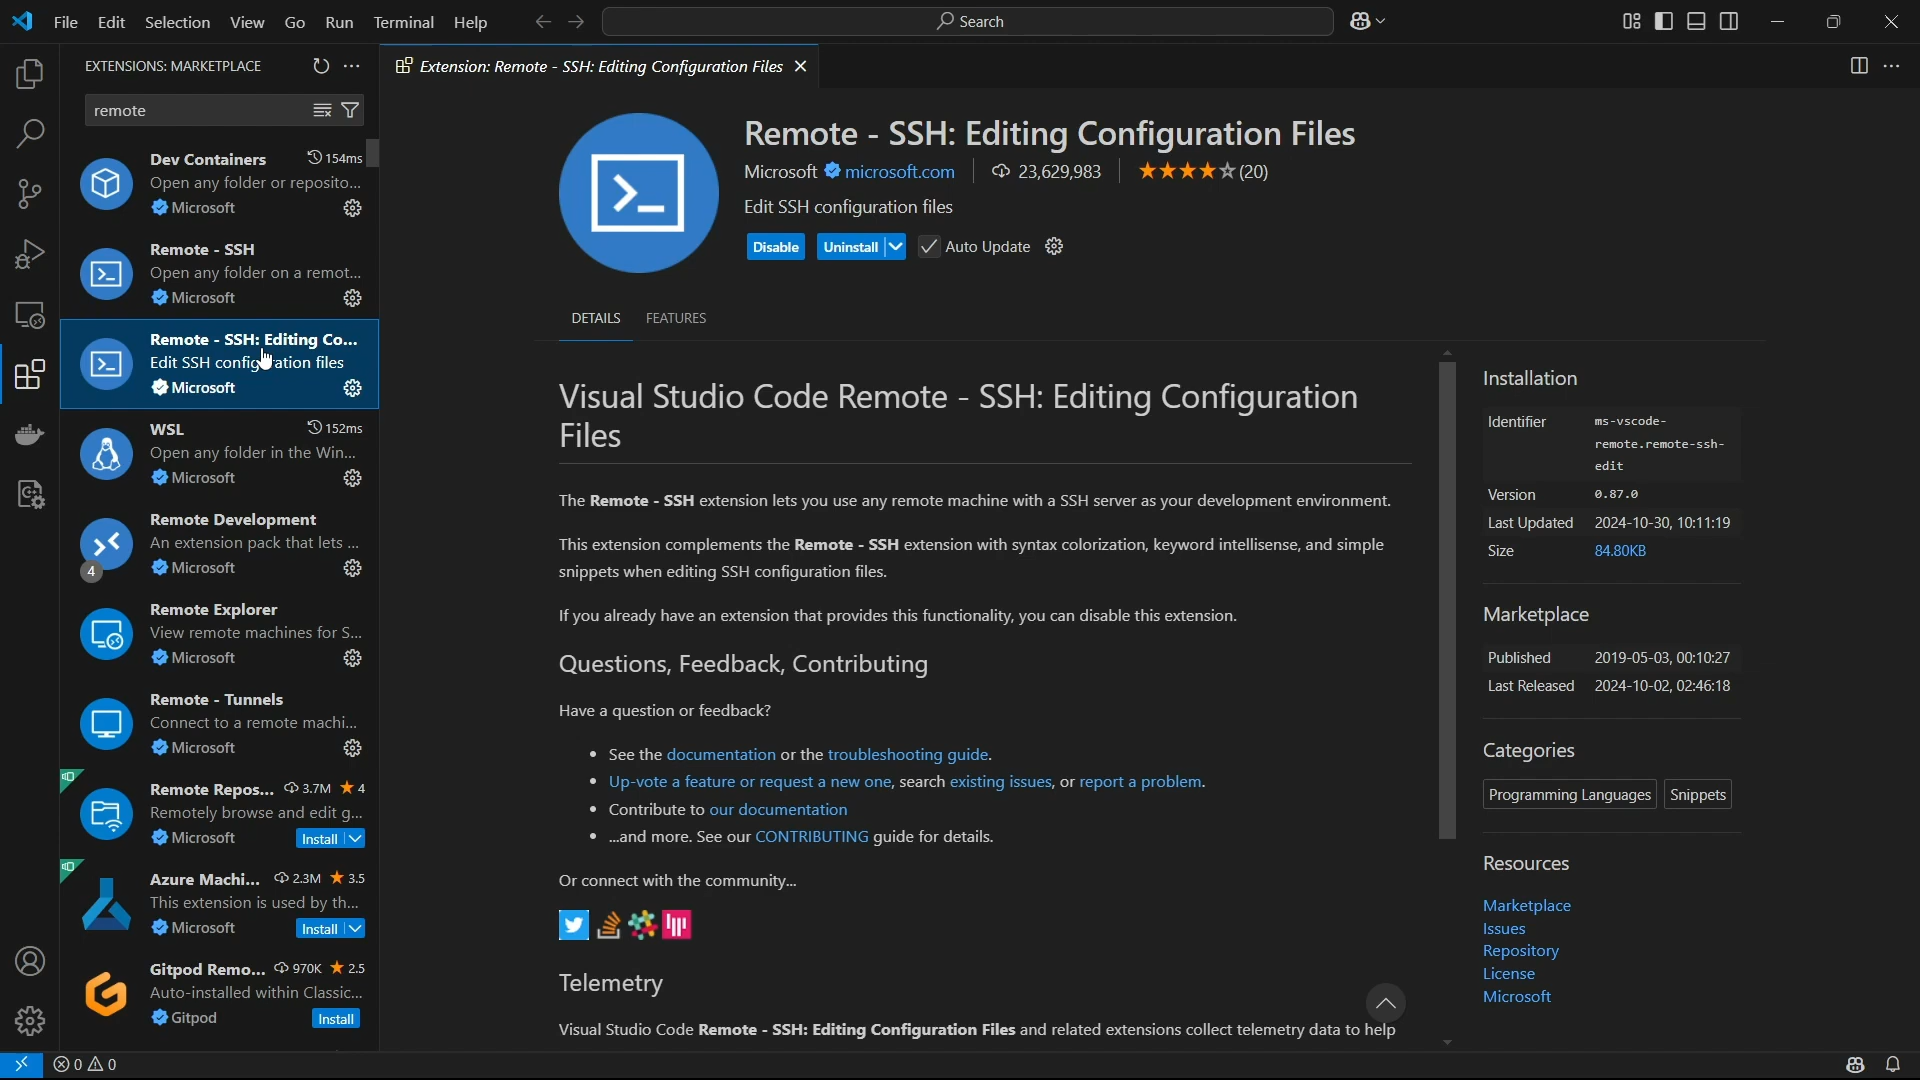 File Edit Selection View Go Run Terminal Help
Search
EXTENSIONS: MARKETPLACE
remote
Dev Containers 154ms
Open any folder or reposito...
Microsoft
Remote - SSH
Open any folder on a remot...
Microsoft
Remote - SSH: Editing Co...
Edit SSH configuration files
Microsoft
WSL 152ms
Open any folder in the Win...
Microsoft
Remote Development
An extension pack that lets ...
4
Microsoft
Remote Explorer
View remote machines for S...
Microsoft
Remote - Tunnels
Connect to a remote machi...
Microsoft
Remote Repos... 3.7M 4
Remotely browse and edit g...
Microsoft Install
Azure Machi... 2.3M 3.5
This extension is used by th...
Microsoft Install
Gitpod Remo... 970K 2.5
Auto-installed within Classic...
Gitpod Install
Extension: Remote - SSH: Editing Configuration Files
Remote - SSH: Editing Configuration Files
Microsoft microsoft.com 23,629,983 (20)
Edit SSH configuration files
Disable Uninstall Auto Update
DETAILS FEATURES
Visual Studio Code Remote - SSH: Editing Configuration
Files
The Remote - SSH extension lets you use any remote machine with a SSH server as your development environment.
This extension complements the Remote - SSH extension with syntax colorization, keyword intellisense, and simple
snippets when editing SSH configuration files.
If you already have an extension that provides this functionality, you can disable this extension.
Questions, Feedback, Contributing
Have a question or feedback?
• See the documentation or the troubleshooting guide.
• Up-vote a feature or request a new one, search existing issues, or report a problem.
• Contribute to our documentation
• ...and more. See our CONTRIBUTING guide for details.
Or connect with the community...
Telemetry
Visual Studio Code Remote - SSH: Editing Configuration Files and related extensions collect telemetry data to help
Installation
Identifier ms-vscode-
remote.remote-ssh-
edit
Version 0.87.0
Last Updated 2024-10-30, 10:11:19
Size 84.80KB
Marketplace
Published 2019-05-03, 00:10:27
Last Released 2024-10-02, 02:46:18
Categories
Programming Languages Snippets
Resources
Marketplace
Issues
Repository
License
Microsoft
0 0